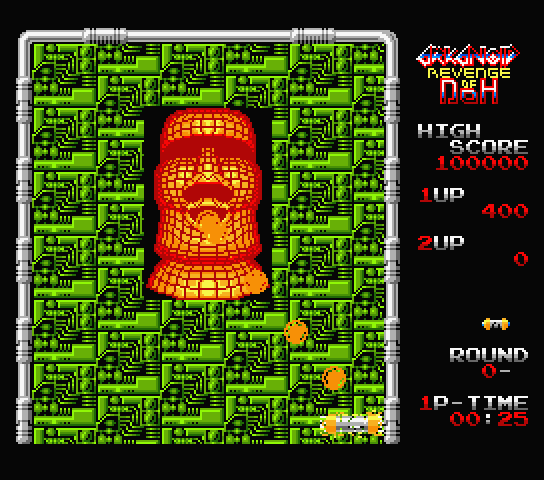 ARKANOID
REVENGE
OF
DOH
HIGH
SCORE
100000
1UP
400
2UP
0
ROUND
0-
1P-TIME
00:25